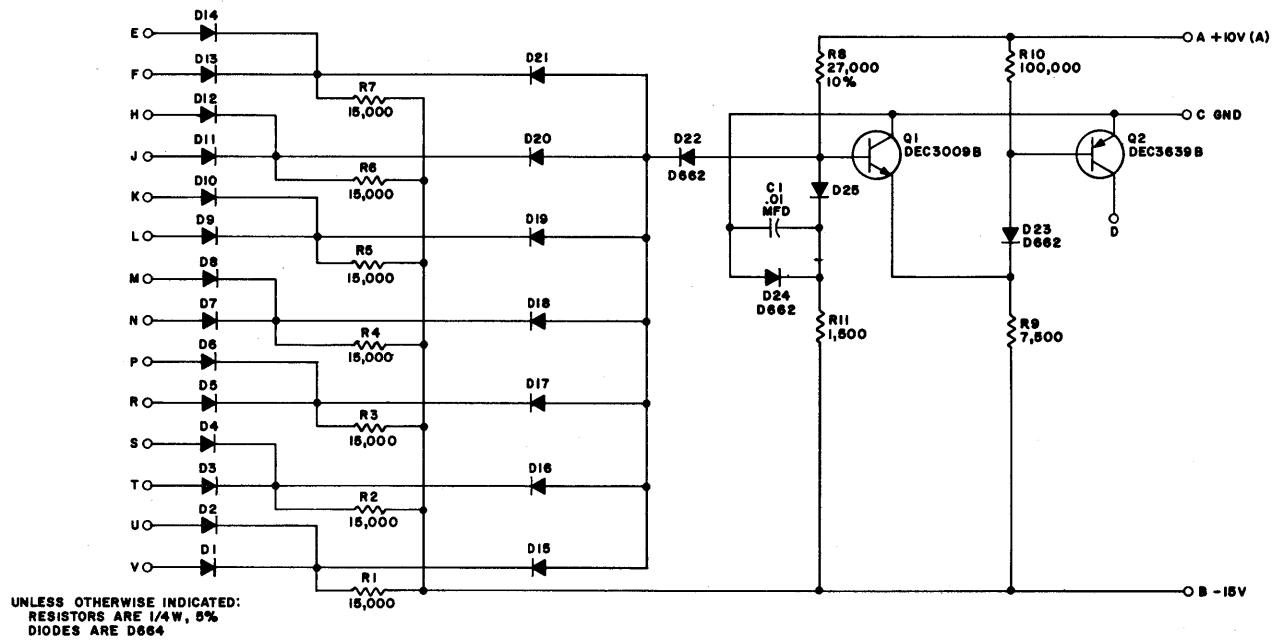 D14
E
D13
F
D21
R7
15,000
D12
H
D11
J
D20
R6
15,000
D10
K
D9
L
D19
R5
15,000
D8
M
D7
N
D18
R4
15,000
D6
P
D5
R
D17
R3
15,000
D4
S
D3
T
D16
R2
15,000
D2
U
D1
V
D15
R1
15,000
D22
D662
R8
27,000
10%
R10
100,000
A +10V (A)
C GND
Q1
DEC3009B
Q2
DEC3639B
D25
C1
.01
MFD
D24
D662
R11
1,500
D23
D662
D
R9
7,500
B -15V
UNLESS OTHERWISE INDICATED:
RESISTORS ARE 1/4W, 5%
DIODES ARE D664